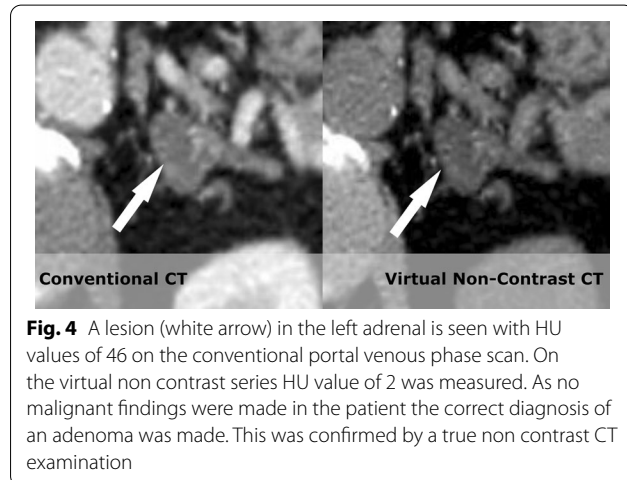 Conventional CT
Virtual Non-Contrast CT
Fig. 4 A lesion (white arrow) in the left adrenal is seen with HU
values of 46 on the conventional portal venous phase scan. On
the virtual non contrast series HU value of 2 was measured. As no
malignant findings were made in the patient the correct diagnosis of
an adenoma was made. This was confirmed by a true non contrast CT
examination